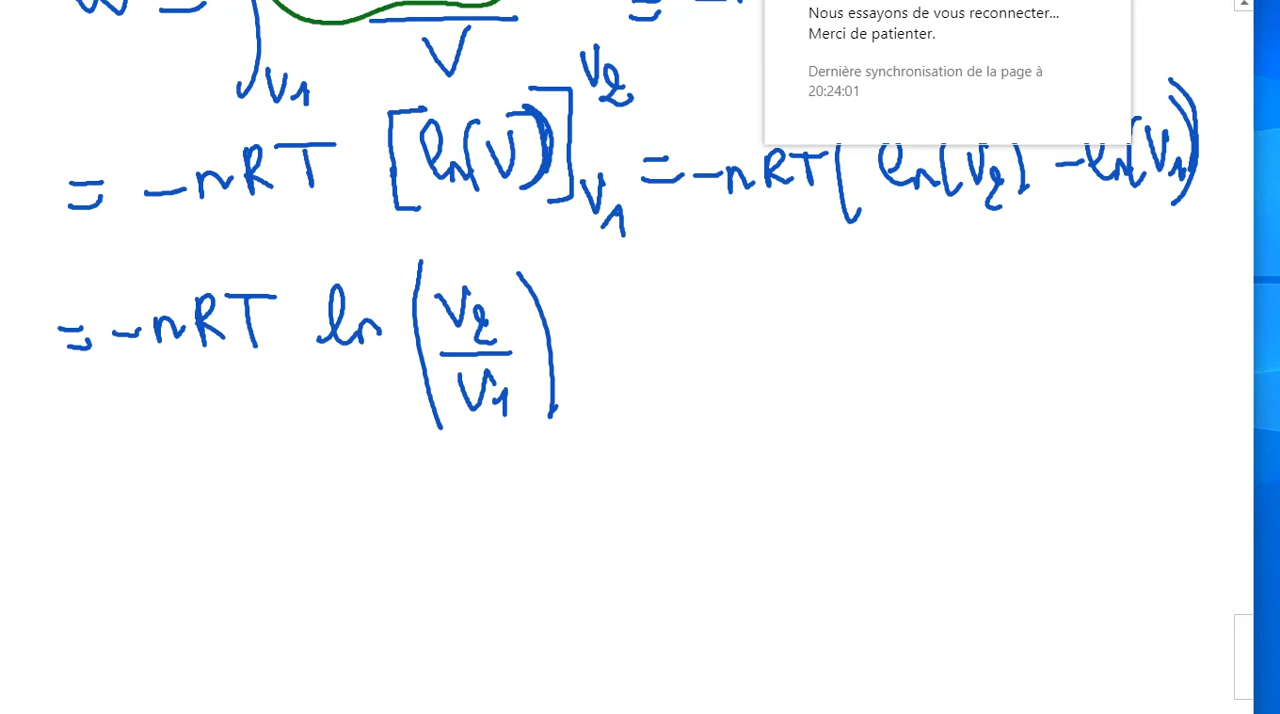 Nous essayons de vous reconnecter...
Merci de patienter.
Dernière synchronisation de la page à
20:24:01
W = ∫ V1 / V = -
= -nRT [ln(V)] V2 V1 = -nRT( ln(V2) - ln(V1))
= -nRT ln (V2 / V1)